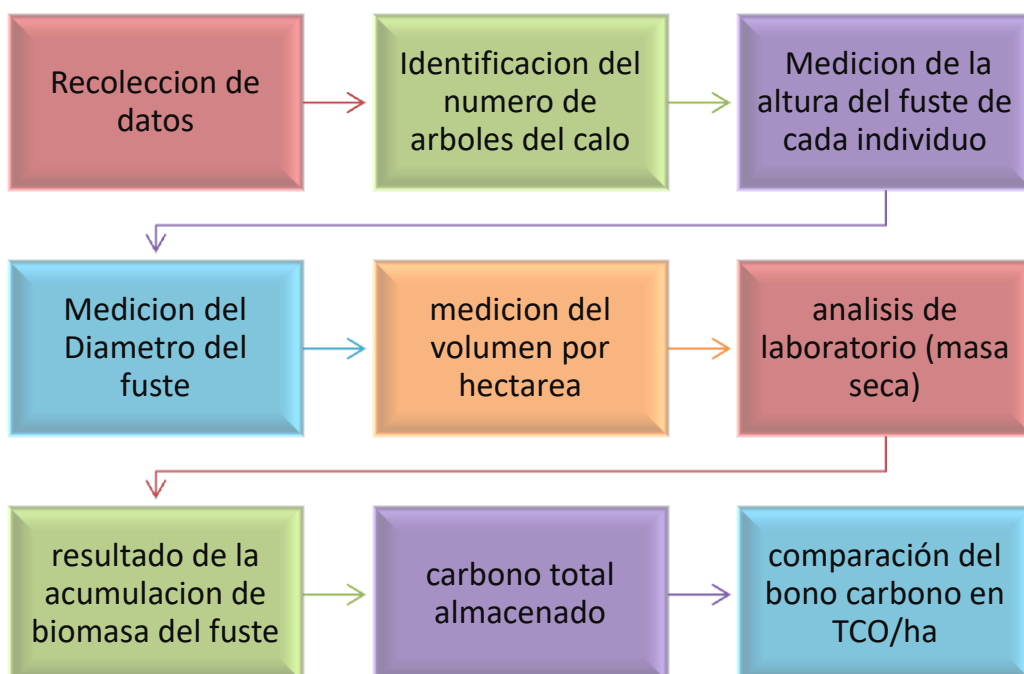 Recoleccion de
datos
Identificacion del
numero de
arboles del calo
Medicion de la
altura del fuste de
cada individuo
Medicion del
Diametro del
fuste
medicion del
volumen por
hectarea
analisis de
laboratorio (masa
seca)
resultado de la
acumulacion de
biomasa del fuste
carbono total
almacenado
comparación del
bono carbono en
TCO/ha